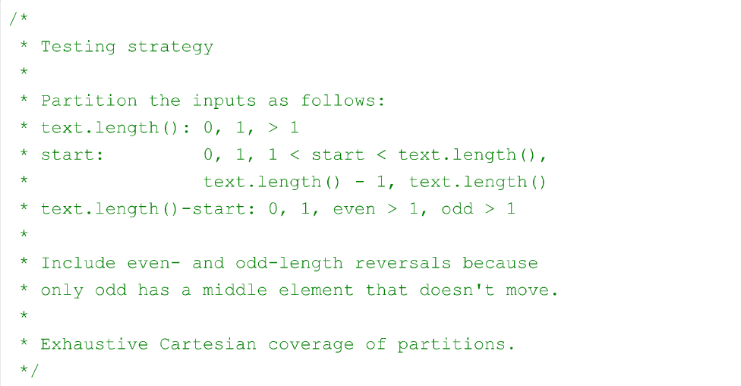 /*
 * Testing strategy
 *
 * Partition the inputs as follows:
 * text.length(): 0, 1, > 1
 * start:         0, 1, 1 < start < text.length(),
 *                text.length() - 1, text.length()
 * text.length()-start: 0, 1, even > 1, odd > 1
 *
 * Include even- and odd-length reversals because
 * only odd has a middle element that doesn't move.
 *
 * Exhaustive Cartesian coverage of partitions.
 */